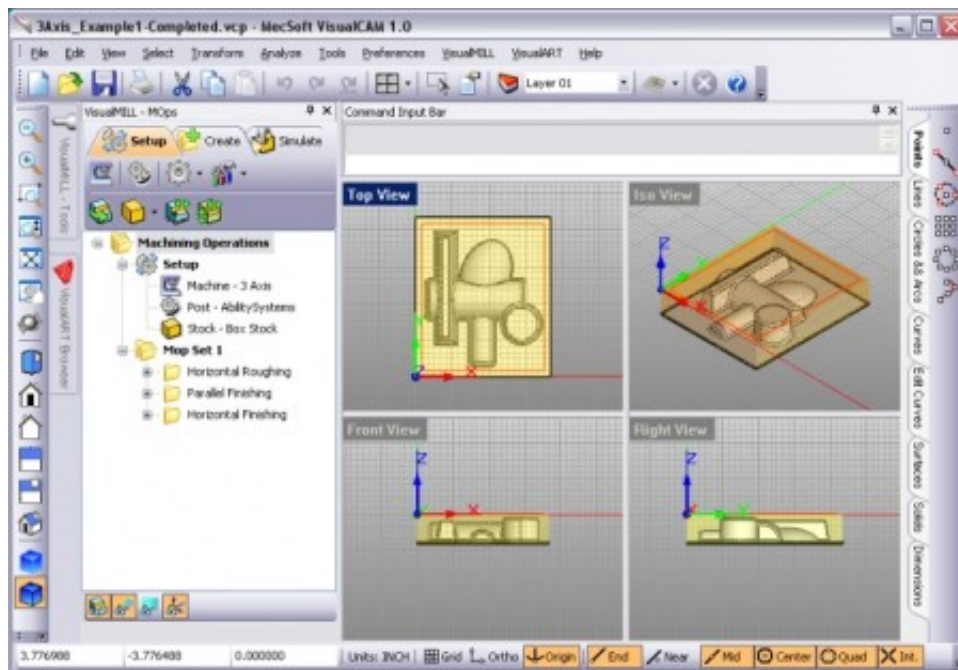 3Axis_Example1-Completed.vcp - MecSoft VisualCAM 1.0
File Edit View Select Transform Analyze Tools Preferences VisualMILL VisualART Help
Layer 01
VisualMILL - MOps
Command Input Bar
Setup Create Simulate
VisualMILL - Tools
VisualART Browser
Machining Operations
Setup
Machine - 3 Axis
Post - AbilitySystems
Stock - Box Stock
Mop Set 1
Horizontal Roughing
Parallel Finishing
Horizontal Finishing
Top View
Y
Z X
Iso View
Z
Y
X
Front View
Z
X
Right View
Z
Y
Points
Lines
Circles && Arcs
Curves
Edit Curves
Surfaces
Solids
Dimensions
3.776988 -3.776488 0.000000 Units: INCH Grid Ortho Origin End Near Mid Center Quad Int.